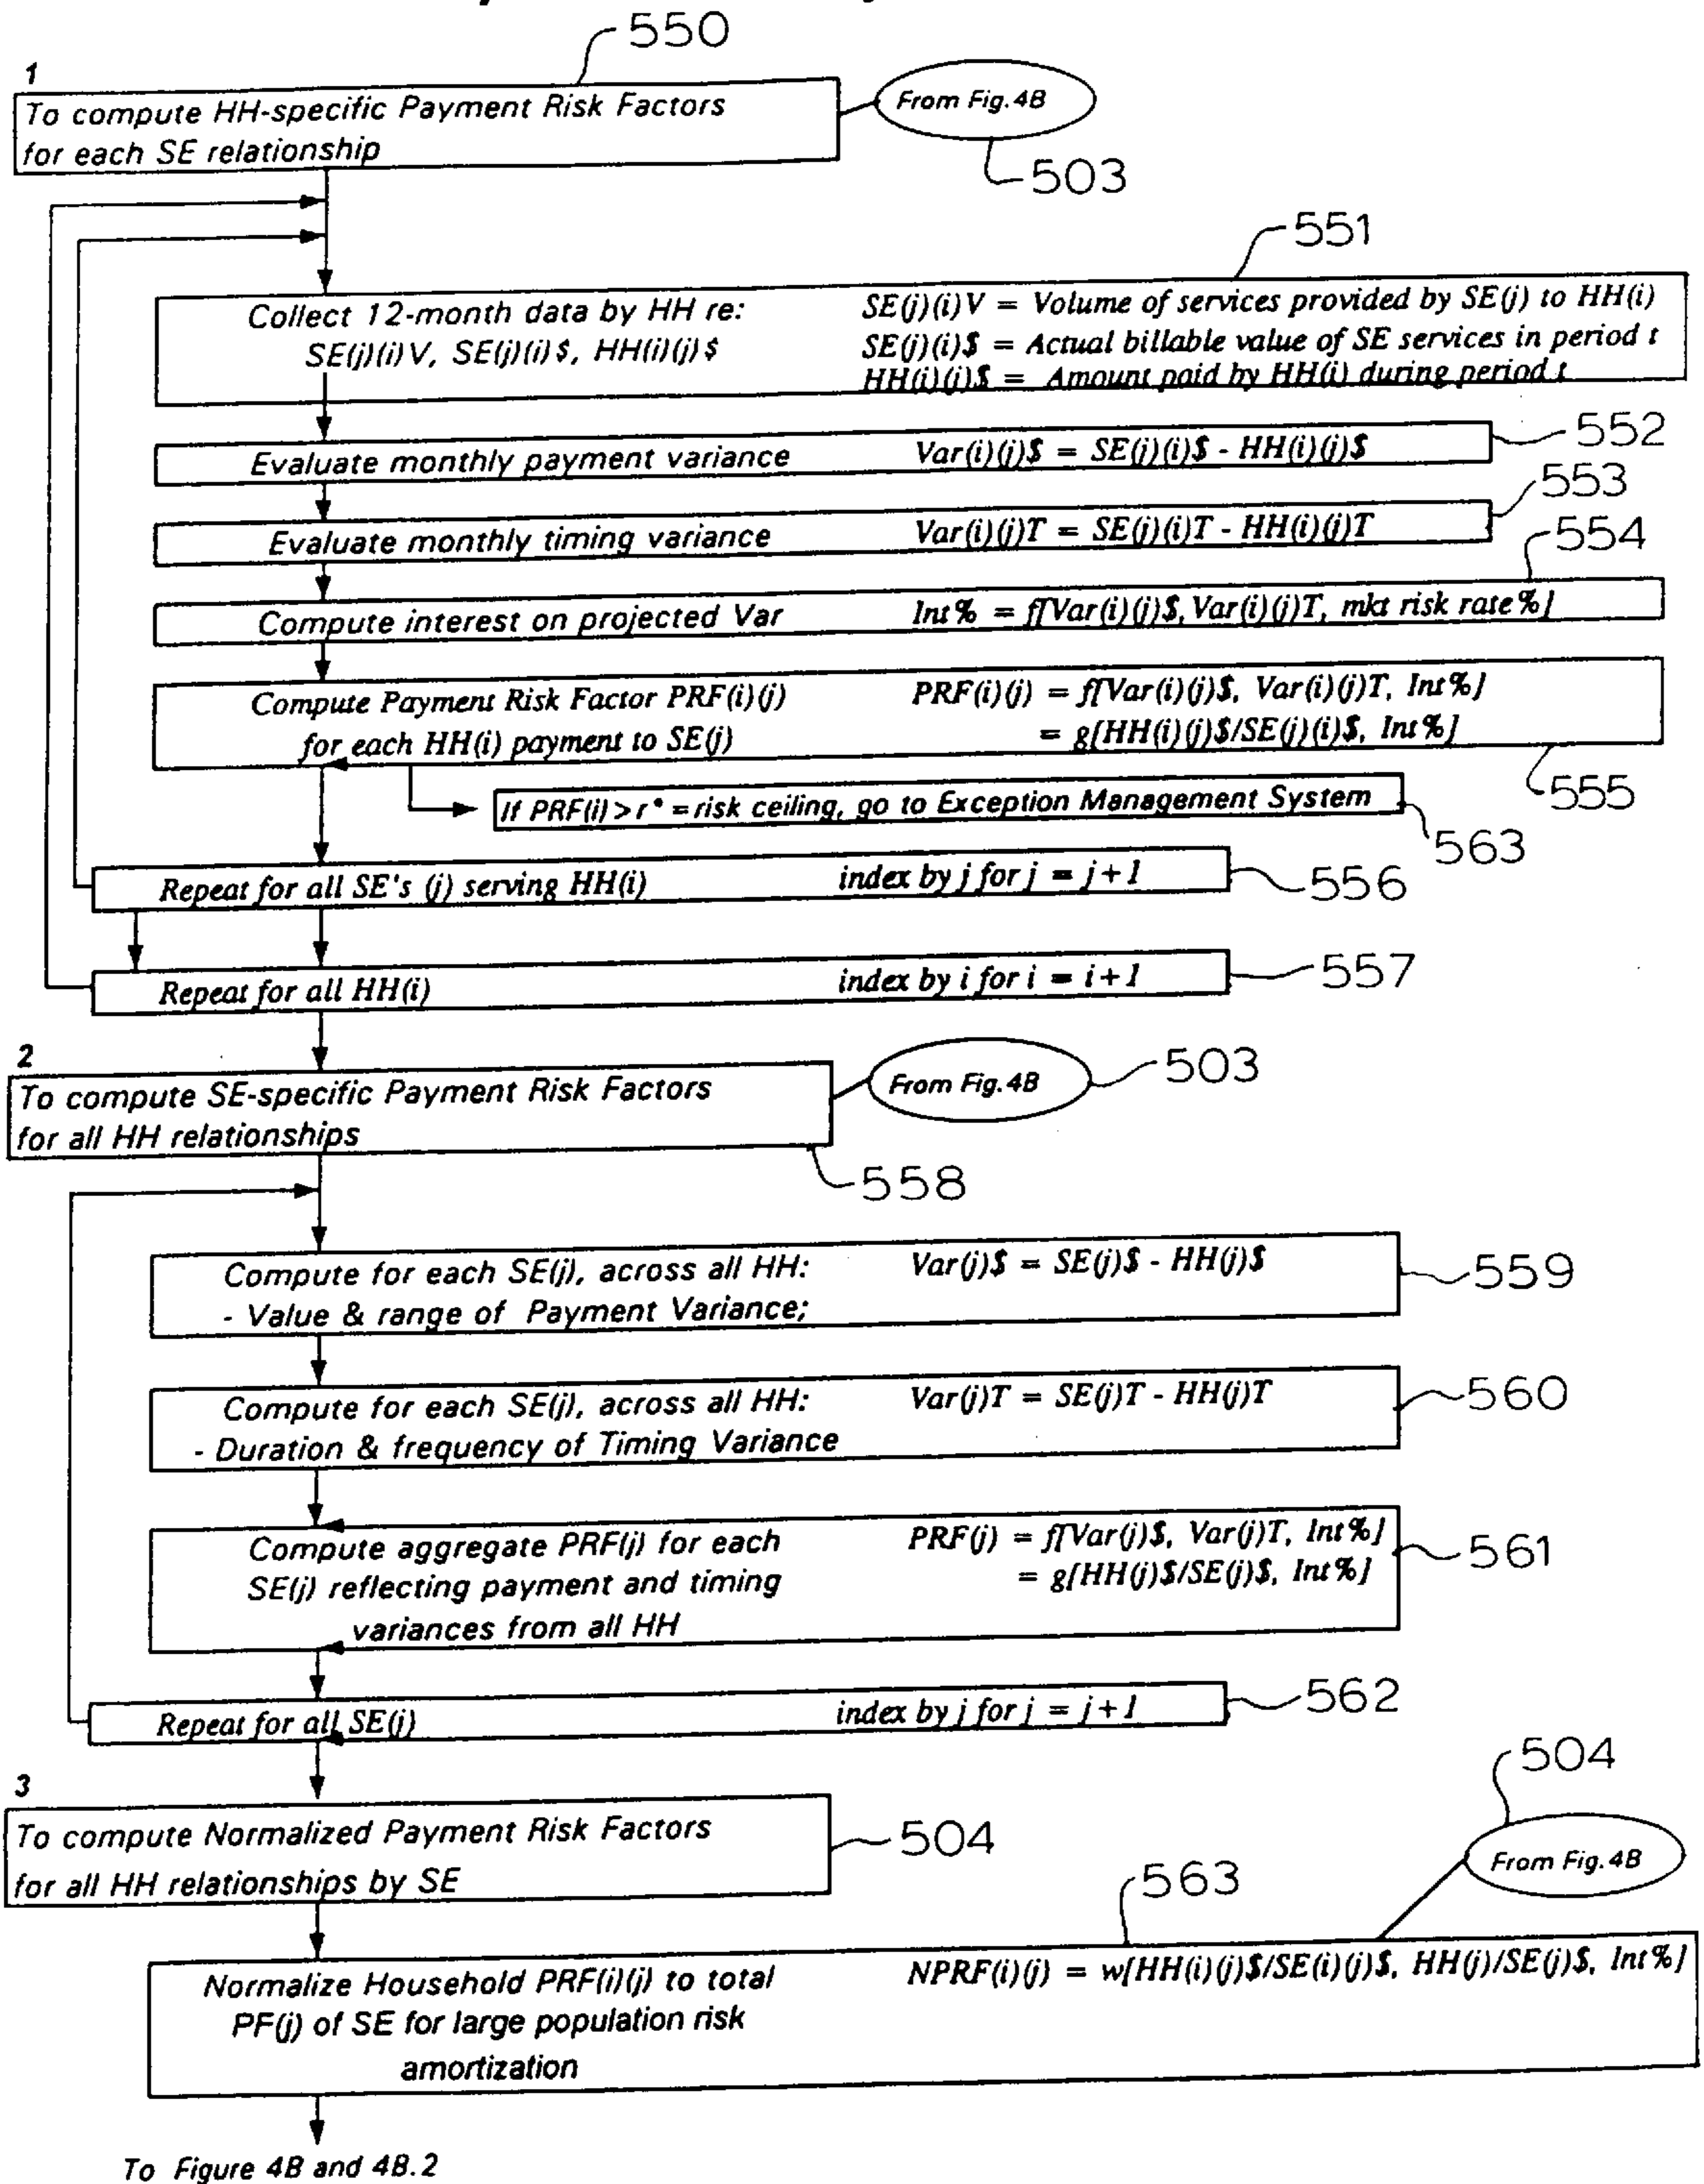 550
1
To compute HH-specific Payment Risk Factors
for each SE relationship
From Fig.4B
503
551
Collect 12-month data by HH re:
SE(j)(i)V, SE(j)(i)$, HH(i)(j)$
SE(j)(i)V = Volume of services provided by SE(j) to HH(i)
SE(j)(i)$ = Actual billable value of SE services in period t
HH(i)(j)$ = Amount paid by HH(i) during period t
552
Evaluate monthly payment variance Var(i)(j)$ = SE(j)(i)$ - HH(i)(j)$
553
Evaluate monthly timing variance Var(i)(j)T = SE(j)(i)T - HH(i)(j)T
554
Compute interest on projected Var Int% = f[Var(i)(j)$, Var(i)(j)T, mkt risk rate%]
Compute Payment Risk Factor PRF(i)(j)
for each HH(i) payment to SE(j)
PRF(i)(j) = f[Var(i)(j)$, Var(i)(j)T, Int%]
= g[HH(i)(j)$/SE(j)(i)$, Int%]
555
If PRF(i) > r* = risk ceiling, go to Exception Management System
563
Repeat for all SE's (j) serving HH(i) index by j for j = j+1
556
Repeat for all HH(i) index by i for i = i+1
557
2
To compute SE-specific Payment Risk Factors
for all HH relationships
From Fig.4B
503
558
Compute for each SE(j), across all HH:
- Value & range of Payment Variance;
Var(j)$ = SE(j)$ - HH(j)$
559
Compute for each SE(j), across all HH:
- Duration & frequency of Timing Variance
Var(j)T = SE(j)T - HH(j)T
560
Compute aggregate PRF(j) for each
SE(j) reflecting payment and timing
variances from all HH
PRF(j) = f[Var(j)$, Var(j)T, Int%]
= g[HH(j)$/SE(j)$, Int%]
561
Repeat for all SE(j) index by j for j = j+1
562
3
To compute Normalized Payment Risk Factors
for all HH relationships by SE
504
504
From Fig.4B
563
Normalize Household PRF(i)(j) to total
PF(j) of SE for large population risk
amortization
NPRF(i)(j) = w[HH(i)(j)$/SE(i)(j)$, HH(j)/SE(j)$, Int%]
To Figure 4B and 4B.2